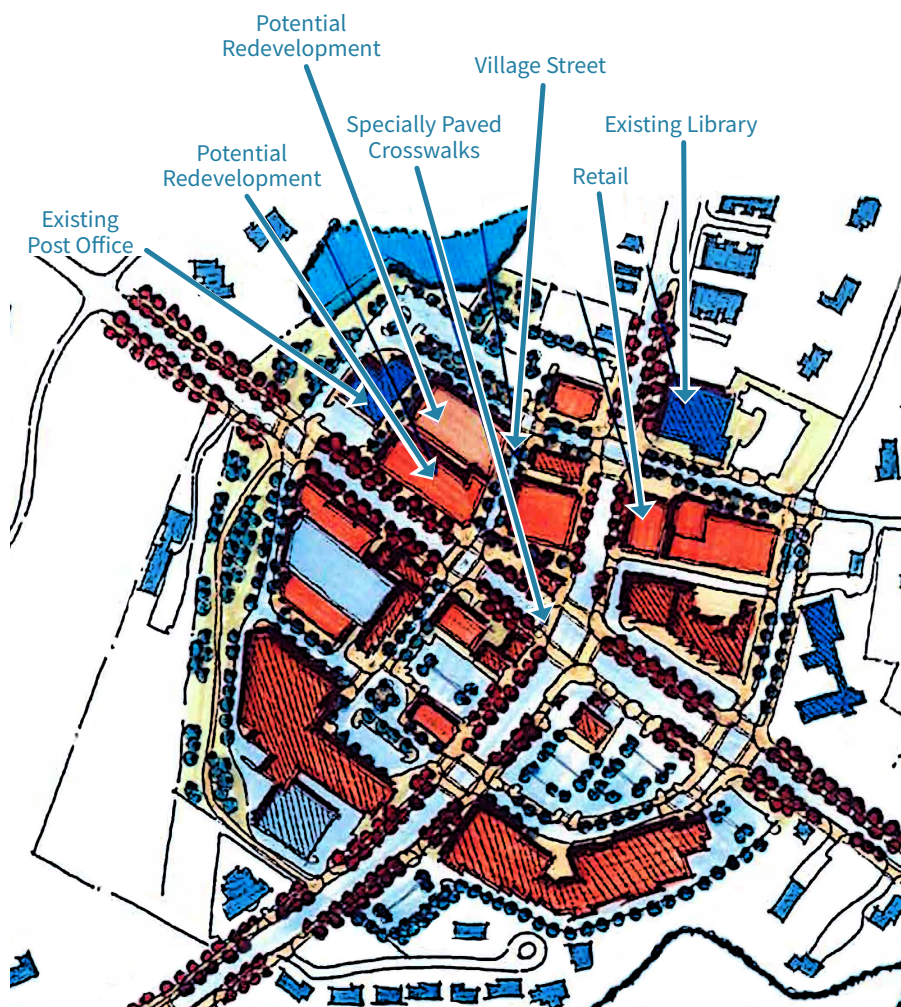 Potential
Redevelopment
Village Street
Specially Paved
Crosswalks
Existing Library
Potential
Redevelopment
Retail
Existing
Post Office